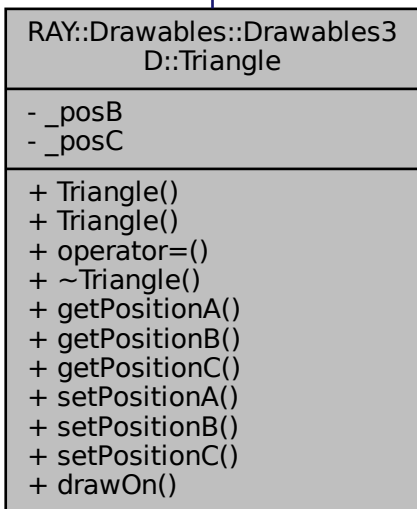 RAY::Drawables::Drawables3
D::Triangle
- _posB
- _posC
+ Triangle()
+ Triangle()
+ operator=()
+ ~Triangle()
+ getPositionA()
+ getPositionB()
+ getPositionC()
+ setPositionA()
+ setPositionB()
+ setPositionC()
+ drawOn()